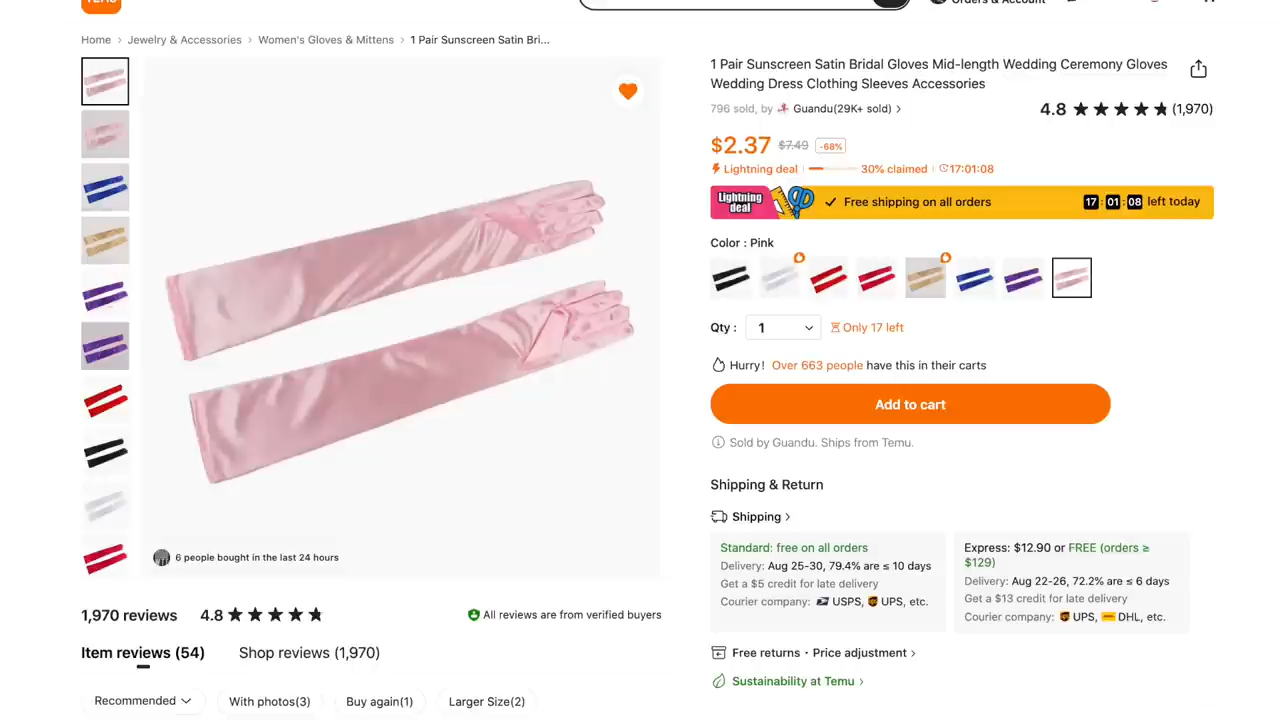 Home > Jewelry & Accessories > Women's Gloves & Mittens > 1 Pair Sunscreen Satin Bri...
1 Pair Sunscreen Satin Bridal Gloves Mid-length Wedding Ceremony Gloves
Wedding Dress Clothing Sleeves Accessories
796 sold, by Guandu(29K+ sold) >
4.8 ★★★★★ (1,970)
$2.37 $7.49 -68%
Lightning deal | 30% claimed | 17:01:08
Lightning deal
✓ Free shipping on all orders
17 : 01 : 08 left today
Color : Pink
Qty : 1
Only 17 left
Hurry! Over 663 people have this in their carts
Add to cart
Sold by Guandu. Ships from Temu.
Shipping & Return
Shipping >
Standard: free on all orders
Delivery: Aug 25-30, 79.4% are ≤ 10 days
Get a $5 credit for late delivery
Courier company: USPS, UPS, etc.
Express: $12.90 or FREE (orders ≥
$129)
Delivery: Aug 22-26, 72.2% are ≤ 6 days
Get a $13 credit for late delivery
Courier company: UPS, DHL, etc.
Free returns · Price adjustment >
Sustainability at Temu >
6 people bought in the last 24 hours
1,970 reviews 4.8 ★★★★★
All reviews are from verified buyers
Item reviews (54) Shop reviews (1,970)
Recommended With photos(3) Buy again(1) Larger Size(2)